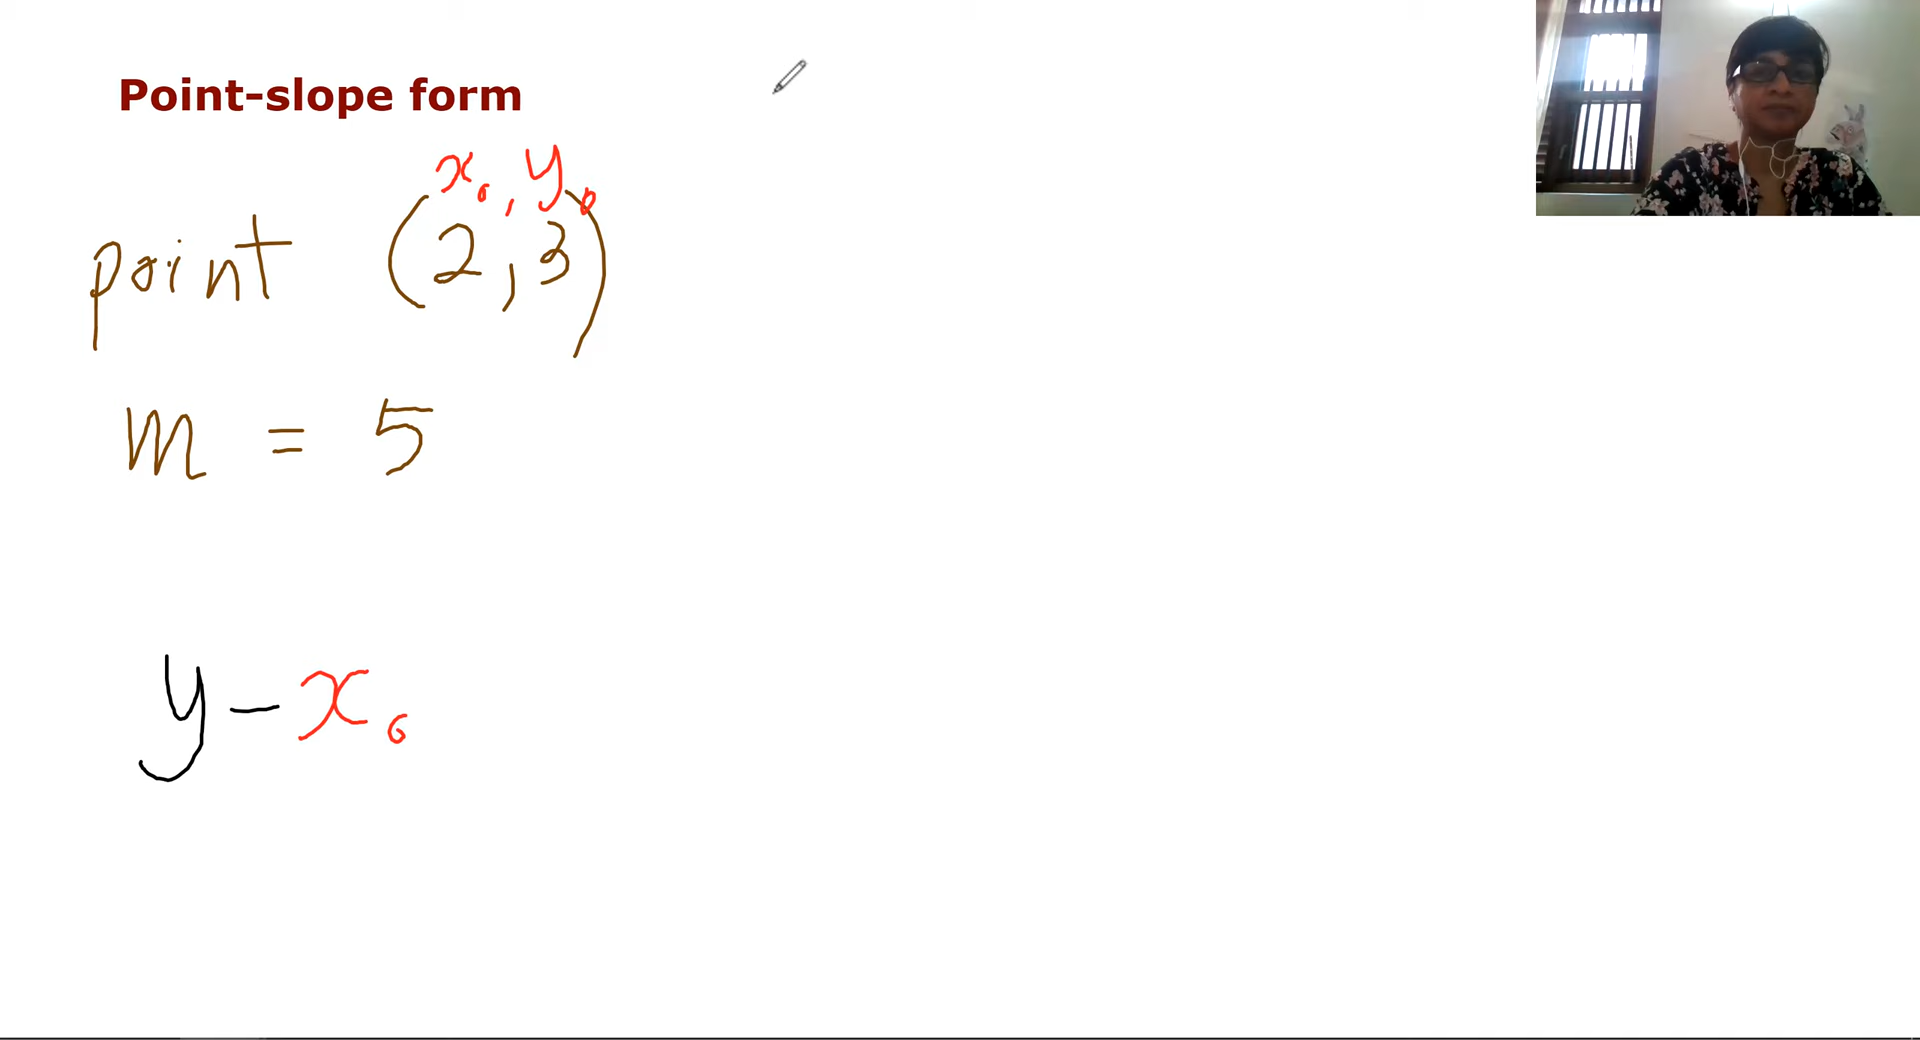 Point-slope form
x₀, y₀
point (2, 3)
m = 5
y - x₀